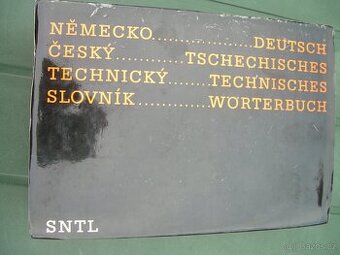 NĚMECKO....................DEUTSCH
ČESKÝ.............TSCHECHISCHES
TECHNICKÝ......TECHNISCHES
SLOVNÍK............WÖRTERBUCH
SNTL